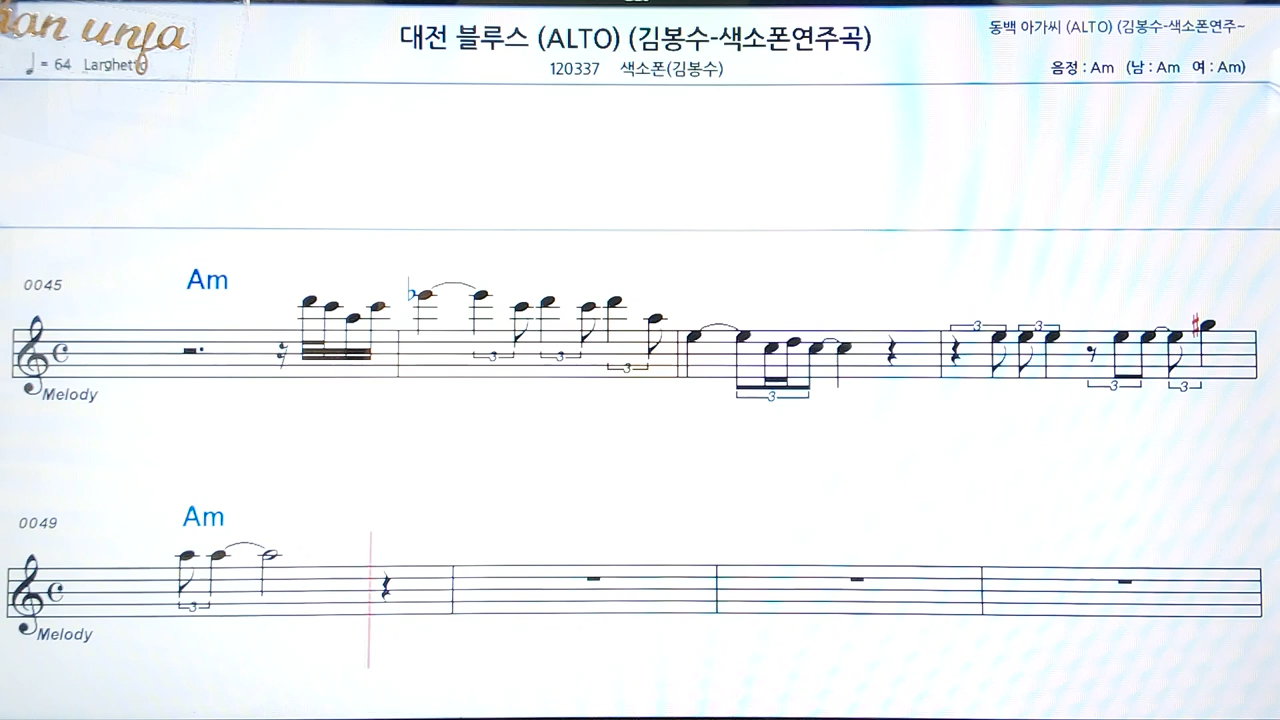 대전 블루스 (ALTO) (김봉수-색소폰연주곡)
동백 아가씨 (ALTO) (김봉수-색소폰연주~
♩ = 64 Larghetto
120337 색소폰(김봉수)
음정 : Am (남 : Am 여 : Am)
0045 Am
3 3 3 3 3 3 3 3
Melody
0049 Am
3
Melody